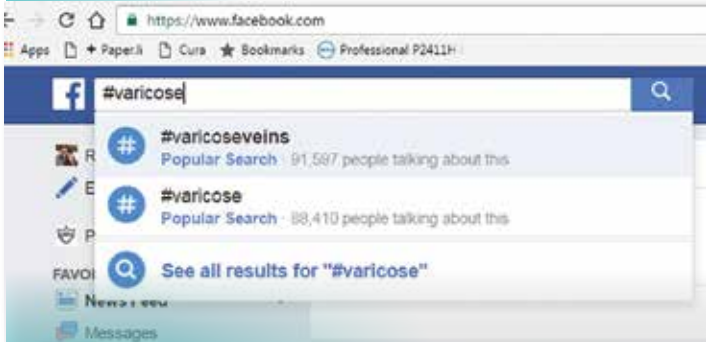 https://www.facebook.com
Apps + Paper.li Cura Bookmarks Professional P2411H
f #varicose
#varicoseveins
Popular Search · 91,597 people talking about this
R
#varicose
E
Popular Search · 88,410 people talking about this
P
See all results for "#varicose"
FAVO
News Feed
Messages